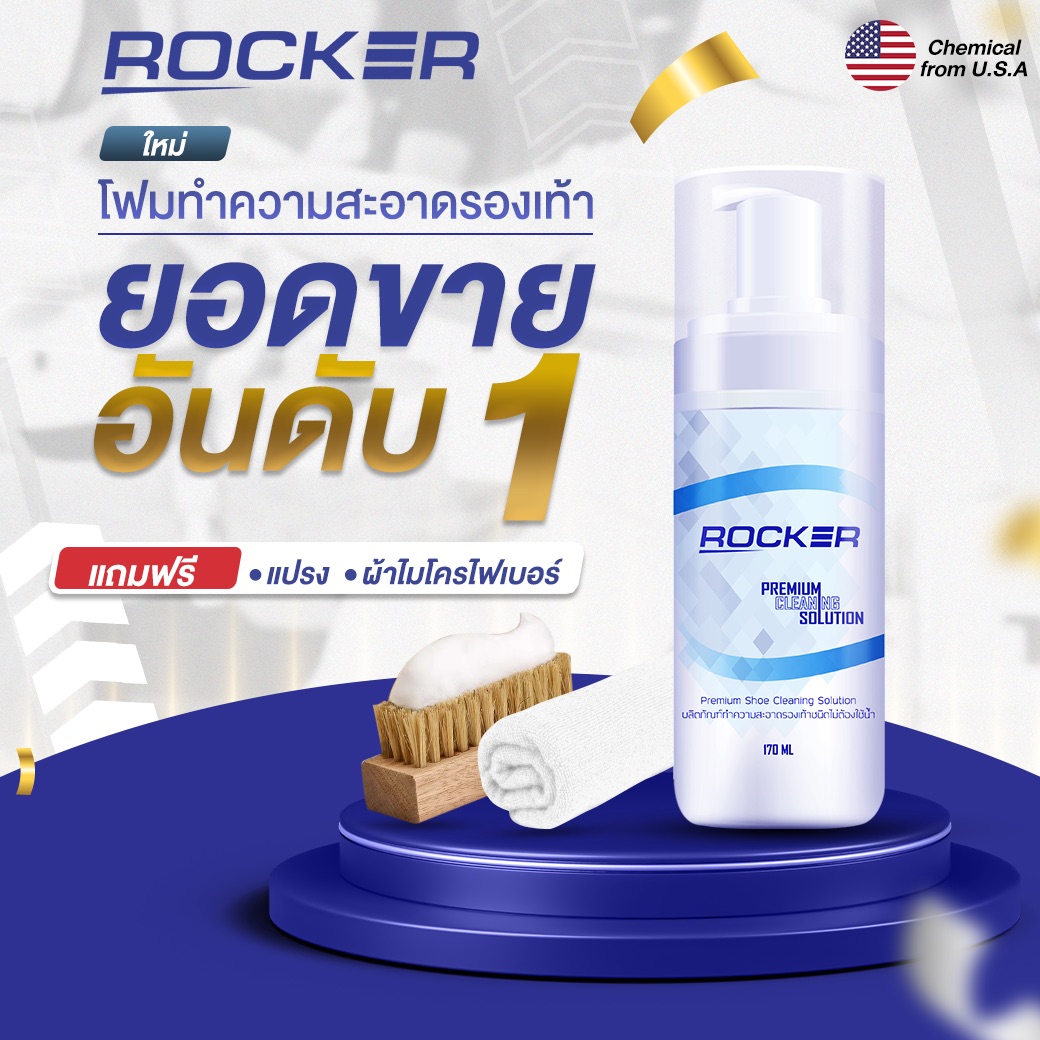 ROCKER
Chemical
from U.S.A
ใหม่
โฟมทำความสะอาดรองเท้า
ยอดขาย
อันดับ 1
แถมฟรี •แปรง •ผ้าไมโครไฟเบอร์
ROCKER
PREMIUM
CLEANING
SOLUTION
Premium Shoe Cleaning Solution
ผลิตภัณฑ์ทำความสะอาดรองเท้าชนิดไม่ต้องใช้น้ำ
170 ML